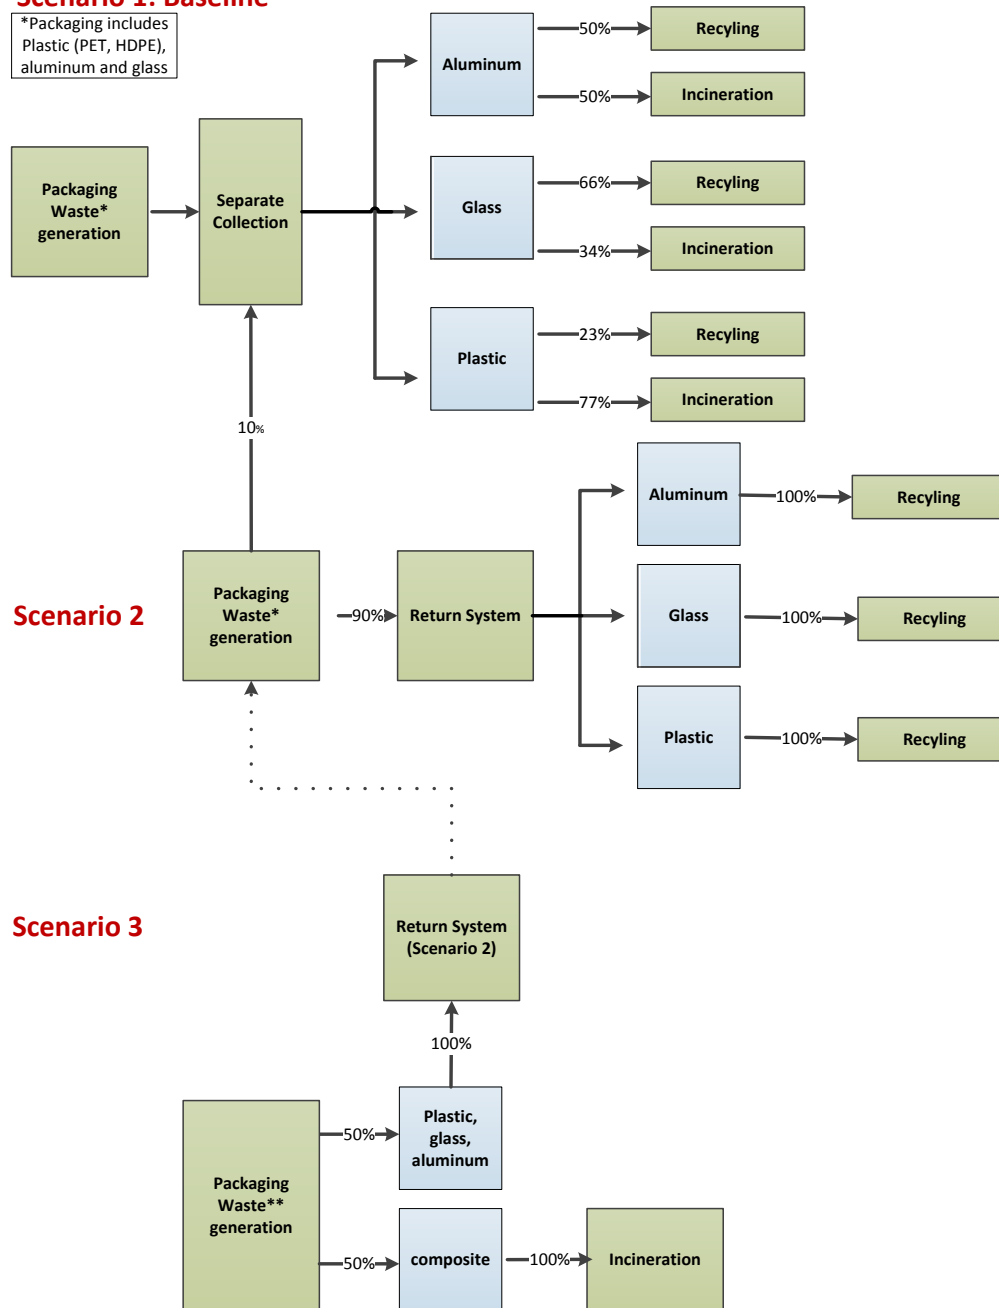 Scenario 1: Baseline
*Packaging includes
Plastic (PET, HDPE),
aluminum and glass
Packaging
Waste*
generation
Separate
Collection
Aluminum
50%
Recyling
50%
Incineration
Glass
66%
Recyling
34%
Incineration
Plastic
23%
Recyling
77%
Incineration
10%
Scenario 2
Packaging
Waste*
generation
90%
Return System
Aluminum
100%
Recyling
Glass
100%
Recyling
Plastic
100%
Recyling
Scenario 3
Return System
(Scenario 2)
100%
Packaging
Waste**
generation
50%
Plastic,
glass,
aluminum
50%
composite
100%
Incineration